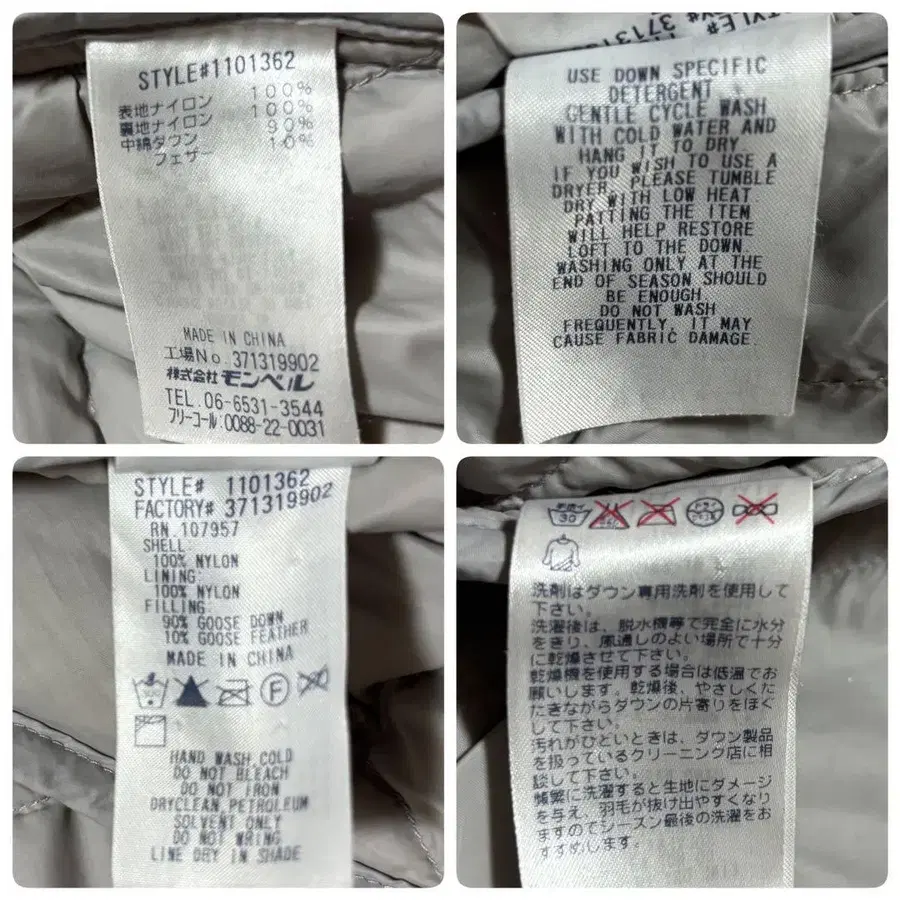 STYLE#1101362
表地ナイロン 100%
裏地ナイロン 100%
中綿ダウン 90%
フェザー 10%
MADE IN CHINA
工場No.371319902
株式会社モンベル
TEL.06-6531-3544
フリーコール:0088-22-0031
STYLE#
USE DOWN SPECIFIC
DETERGENT
GENTLE CYCLE WASH
WITH COLD WATER AND
HANG IT TO DRY
IF YOU WISH TO USE A
DRYER, PLEASE TUMBLE
DRY WITH LOW HEAT
PATTING THE ITEM
WILL HELP RESTORE
LOFT TO THE DOWN.
WASHING ONLY AT THE
END OF SEASON SHOULD
BE ENOUGH
DO NOT WASH
FREQUENTLY, IT MAY
CAUSE FABRIC DAMAGE.
STYLE# 1101362
FACTORY# 371319902
RN.107957
SHELL:
100% NYLON
LINING:
100% NYLON
FILLING:
90% GOOSE DOWN
10% GOOSE FEATHER
MADE IN CHINA
F
HAND WASH COLD
DO NOT BLEACH
DO NOT IRON
DRYCLEAN PETROLEUM
SOLVENT ONLY
DO NOT WRING
LINE DRY IN SHADE
手洗イ
30
ドライ
洗剤はダウン専用洗剤を使用して
下さい。
洗濯後は、脱水機等で完全に水分
をきり、風通しのよい場所で十分
に乾燥させて下さい。
乾燥機を使用する場合は低温でお
願いします。乾燥後、やさしくた
たきながらダウンの片寄りをほぐ
して下さい。
汚れがひどいときは、ダウン製品
を扱っているクリーニング店に相
談して下さい。
頻繁に洗濯すると生地にダメージ
を与え、羽毛が抜け出やすくなり
ますのでシーズン最後の洗濯をお
すすめします。